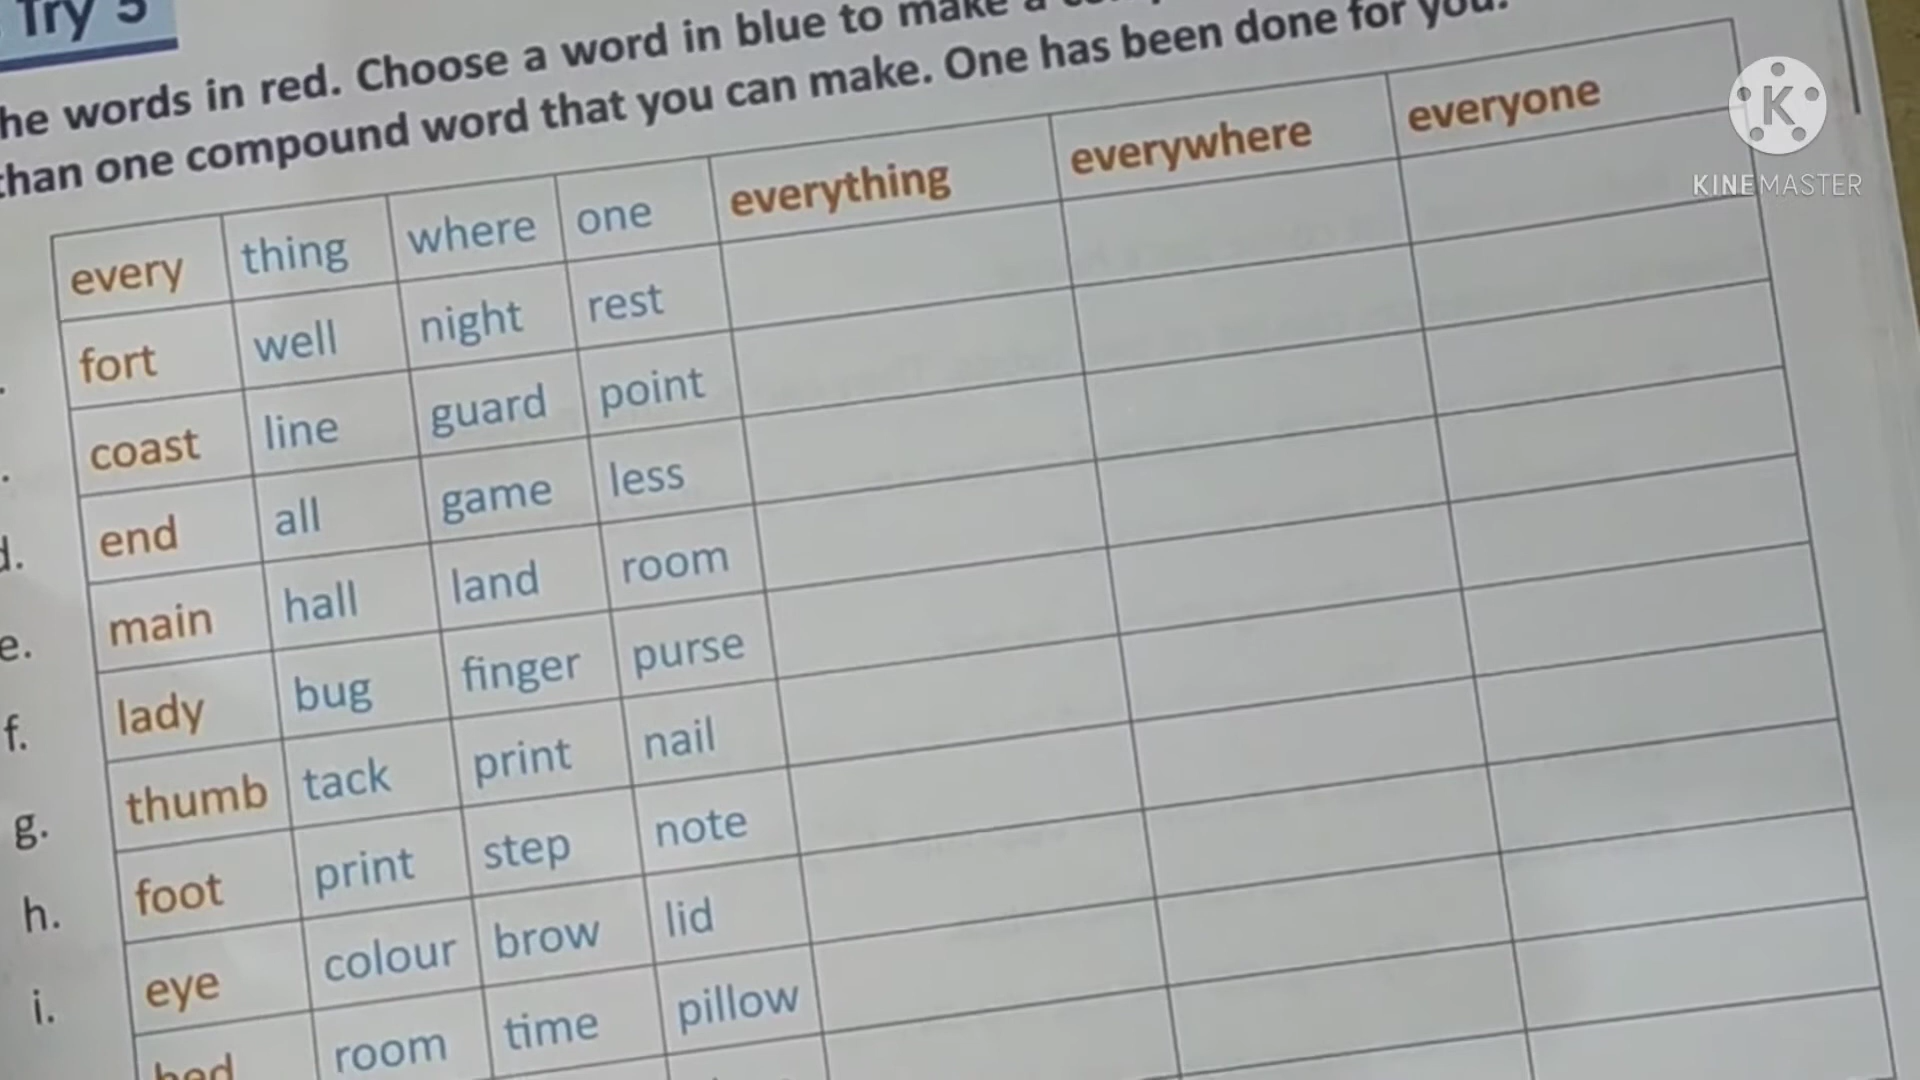 Try 5
he words in red. Choose a word in blue to make a
than one compound word that you can make. One has been done for you.
every thing where one everything everywhere everyone
fort well night rest
coast line guard point
d. end all game less
e. main hall land room
f. lady bug finger purse
g. thumb tack print nail
h. foot print step note
i. eye colour brow lid
bed room time pillow
K
KINEMASTER